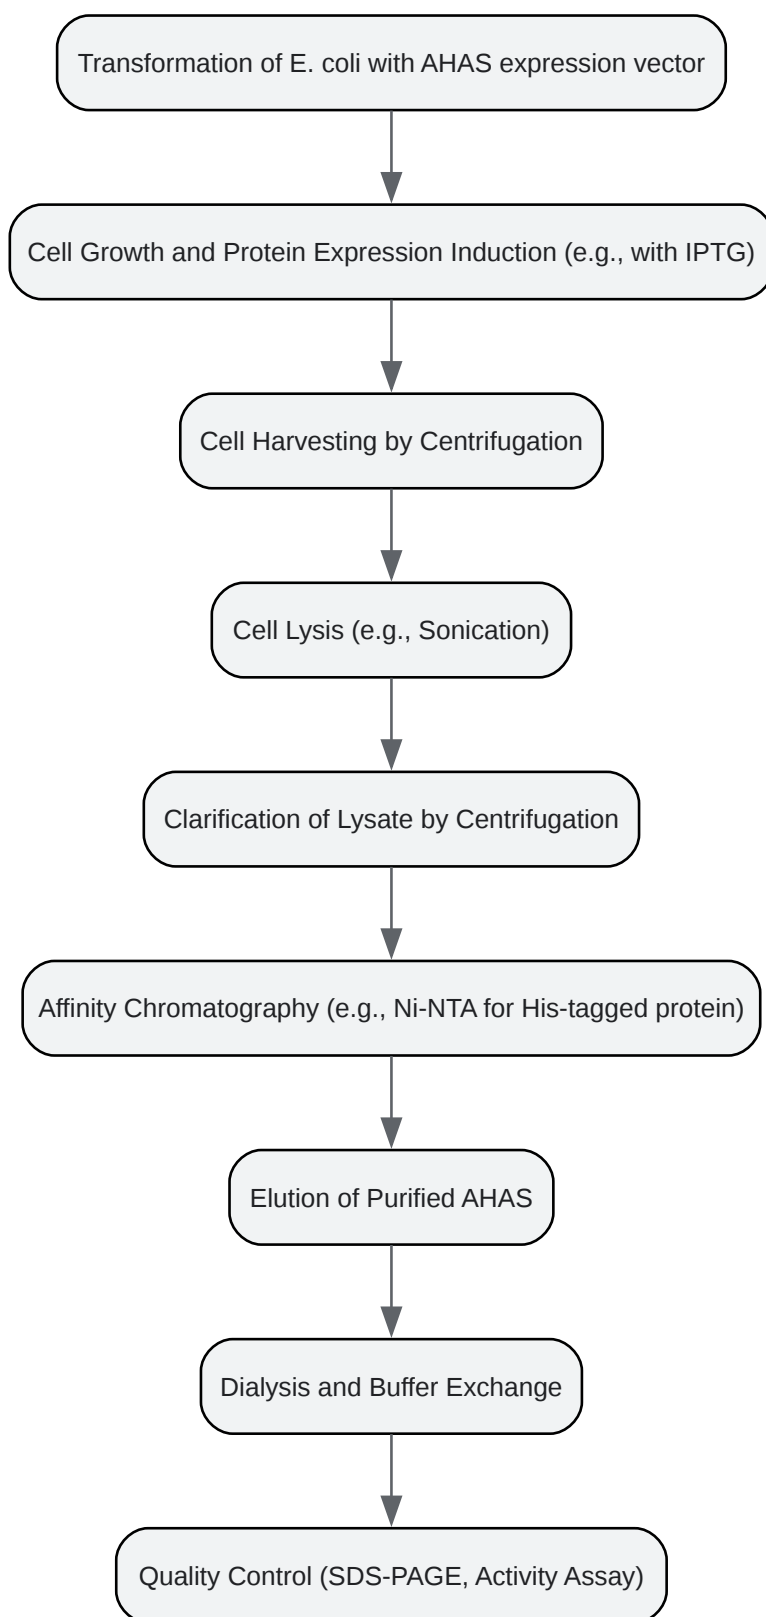 Transformation of E. coli with AHAS expression vector
Cell Growth and Protein Expression Induction (e.g., with IPTG)
Cell Harvesting by Centrifugation
Cell Lysis (e.g., Sonication)
Clarification of Lysate by Centrifugation
Affinity Chromatography (e.g., Ni-NTA for His-tagged protein)
Elution of Purified AHAS
Dialysis and Buffer Exchange
Quality Control (SDS-PAGE, Activity Assay)